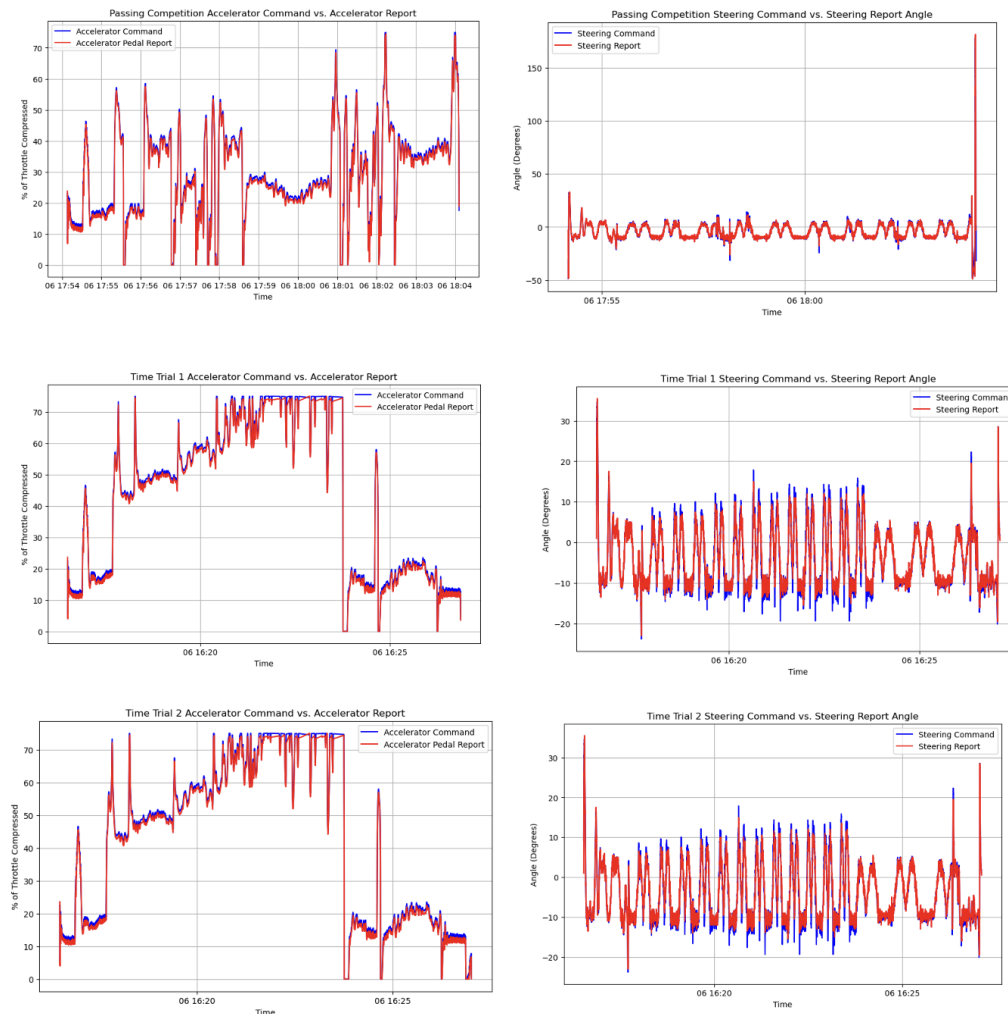 Passing Competition Accelerator Command vs. Accelerator Report
Accelerator Command
Accelerator Pedal Report
% of Throttle Compressed
70
60
50
40
30
20
10
0
06 17:54 06 17:55 06 17:56 06 17:57 06 17:58 06 17:59 06 18:00 06 18:01 06 18:02 06 18:03 06 18:04
Time
Passing Competition Steering Command vs. Steering Report Angle
Steering Command
Steering Report
Angle (Degrees)
150
100
50
0
−50
06 17:55 06 18:00
Time
Time Trial 1 Accelerator Command vs. Accelerator Report
Accelerator Command
Accelerator Pedal Report
% of Throttle Compressed
70
60
50
40
30
20
10
0
06 16:20 06 16:25
Time
Time Trial 1 Steering Command vs. Steering Report Angle
Steering Command
Steering Report
Angle (Degrees)
30
20
10
0
−10
−20
06 16:20 06 16:25
Time
Time Trial 2 Accelerator Command vs. Accelerator Report
Accelerator Command
Accelerator Pedal Report
% of Throttle Compressed
70
60
50
40
30
20
10
0
06 16:20 06 16:25
Time
Time Trial 2 Steering Command vs. Steering Report Angle
Steering Command
Steering Report
Angle (Degrees)
30
20
10
0
−10
−20
06 16:20 06 16:25
Time